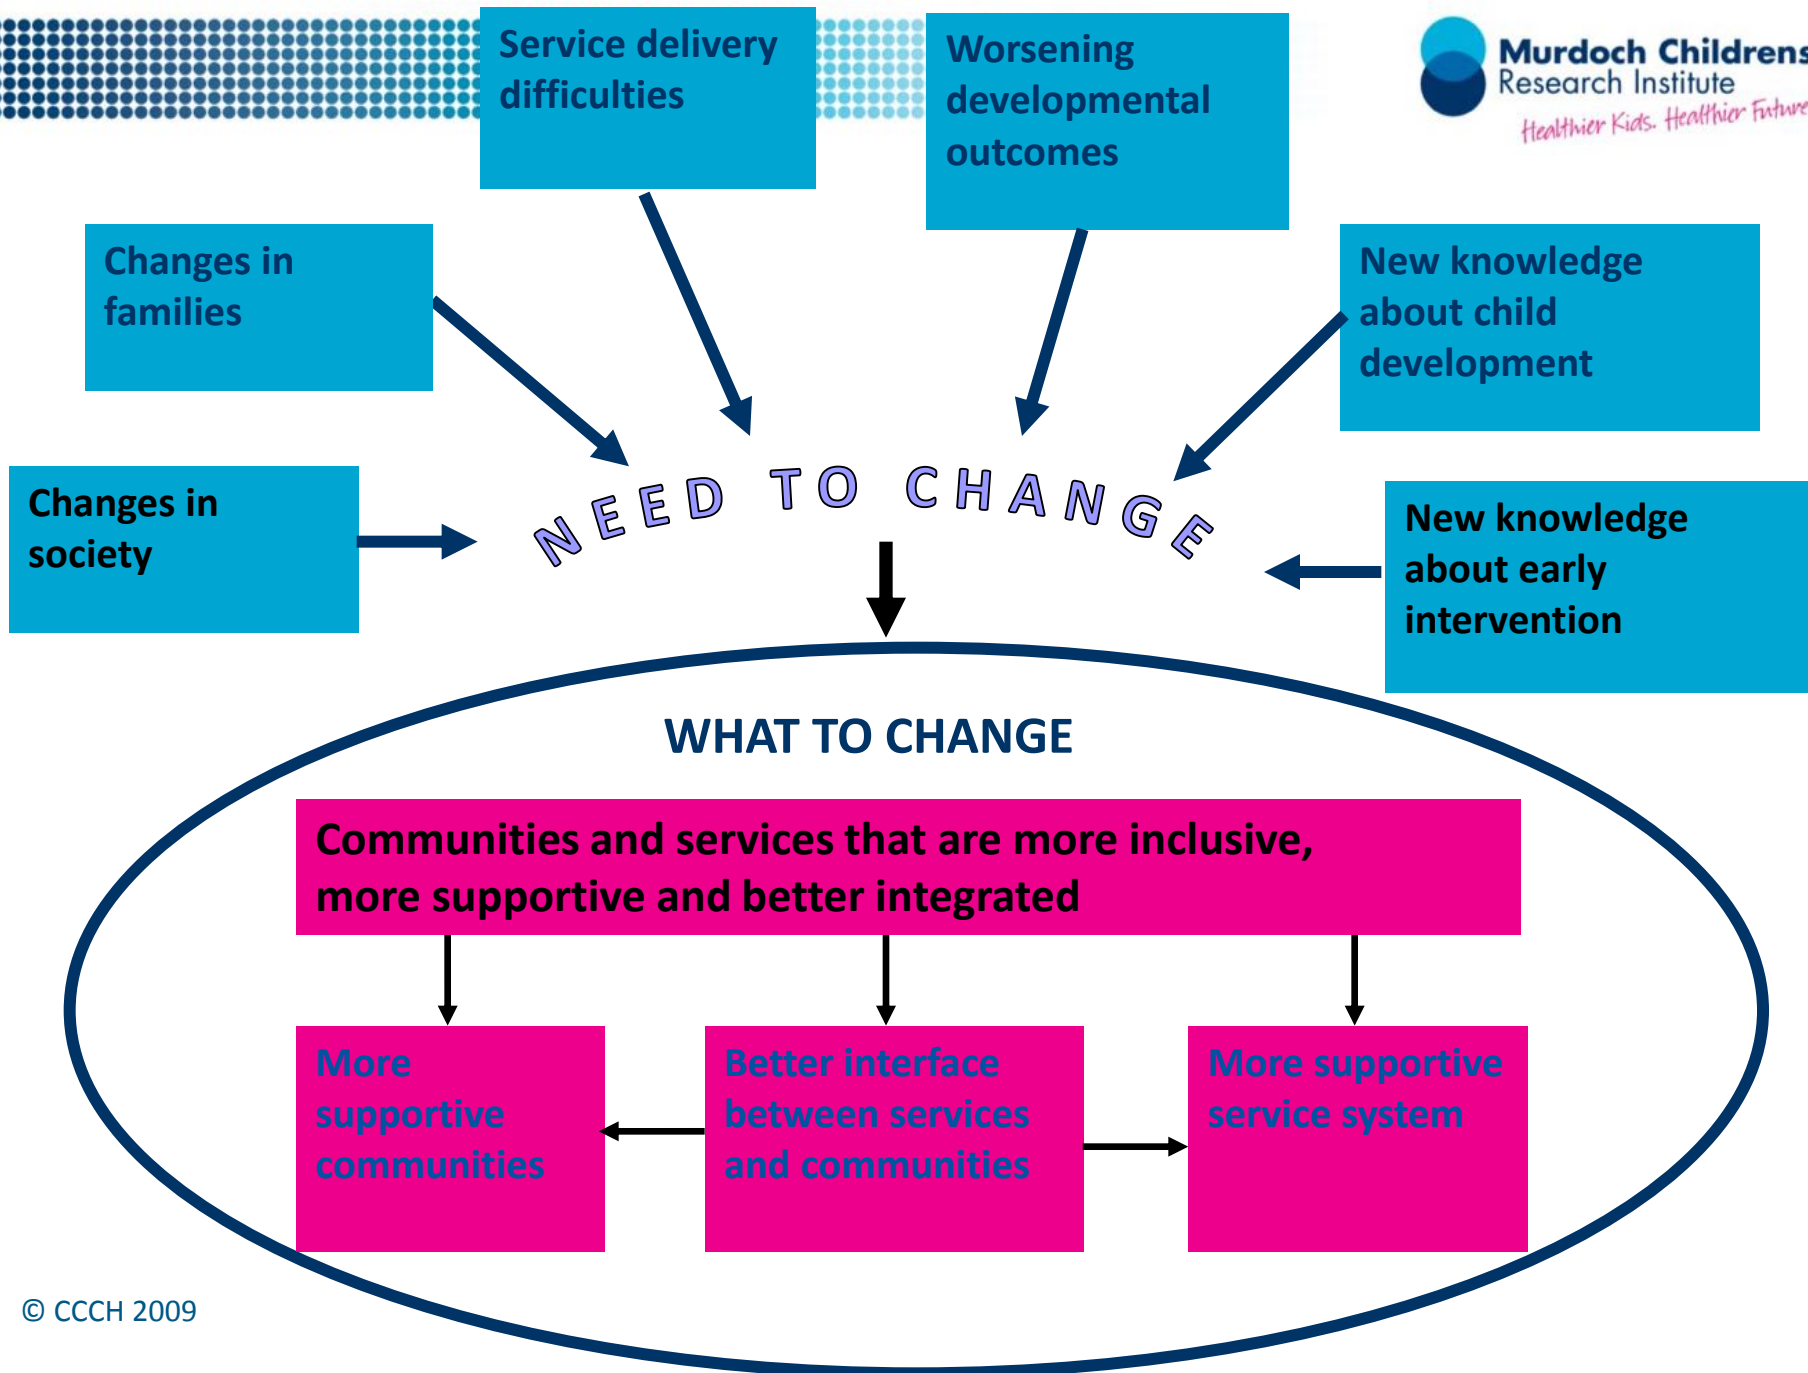 Service delivery
difficulties
Worsening
developmental
outcomes
Murdoch Childrens
Research Institute
Healthier Kids. Healthier Future
Changes in
families
New knowledge
about child
development
Changes in
society
NEED TO CHANGE
New knowledge
about early
intervention
WHAT TO CHANGE
Communities and services that are more inclusive,
more supportive and better integrated
More
supportive
communities
Better interface
between services
and communities
More supportive
service system
© CCCH 2009